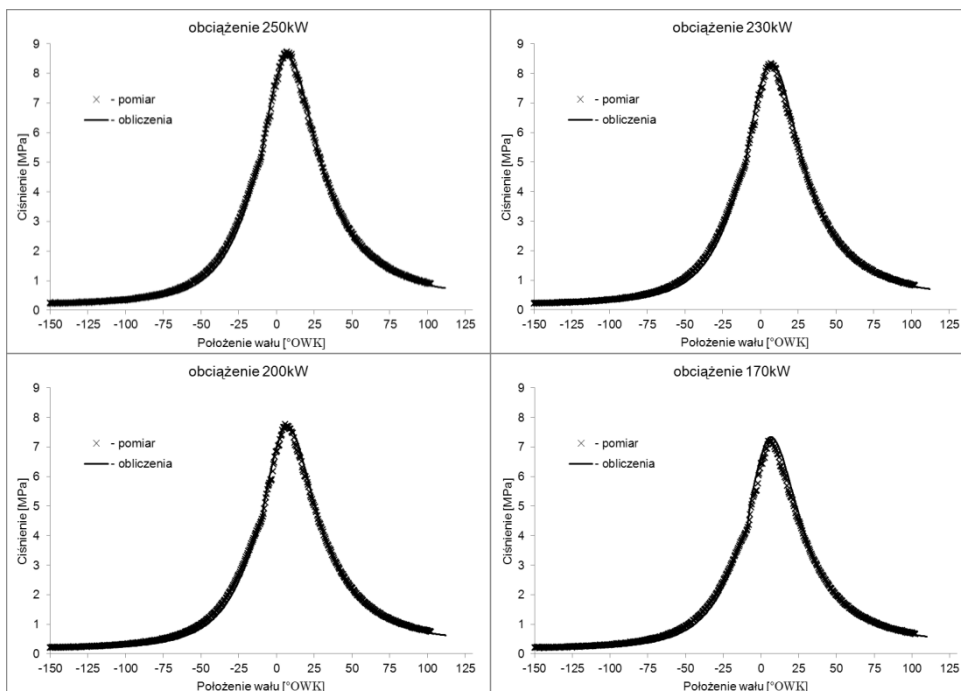 obciążenie 250kW
9
8
7
6
5
4
3
2
1
0
Ciśnienie [MPa]
× - pomiar
- obliczenia
-150 -125 -100 -75 -50 -25 0 25 50 75 100 125
Położenie wału [°OWK]
obciążenie 230kW
9
8
7
6
5
4
3
2
1
0
Ciśnienie [MPa]
× - pomiar
- obliczenia
-150 -125 -100 -75 -50 -25 0 25 50 75 100 125
Położenie wału [°OWK]
obciążenie 200kW
9
8
7
6
5
4
3
2
1
0
Ciśnienie [MPa]
× - pomiar
- obliczenia
-150 -125 -100 -75 -50 -25 0 25 50 75 100 125
Położenie wału [°OWK]
obciążenie 170kW
9
8
7
6
5
4
3
2
1
0
Ciśnienie [MPa]
× - pomiar
- obliczenia
-150 -125 -100 -75 -50 -25 0 25 50 75 100 125
Położenie wału [°OWK]